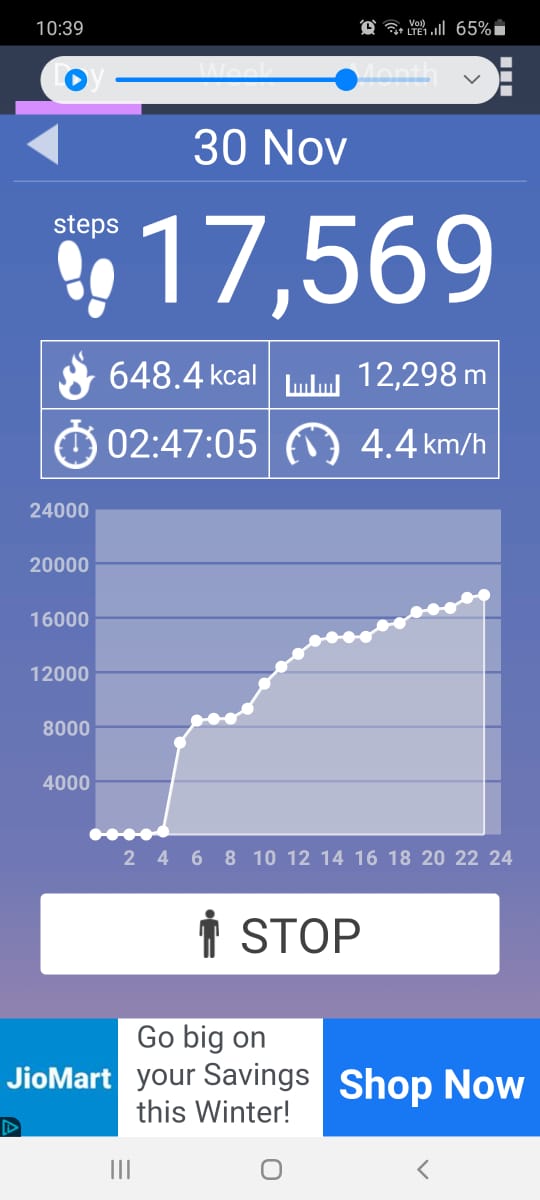 10:39
Vo))
LTE1
65%
Day Week Month
30 Nov
steps
17,569
648.4 kcal
12,298 m
02:47:05
4.4 km/h
24000
20000
16000
12000
8000
4000
2 4 6 8 10 12 14 16 18 20 22 24
STOP
JioMart
Go big on
your Savings
this Winter!
Shop Now